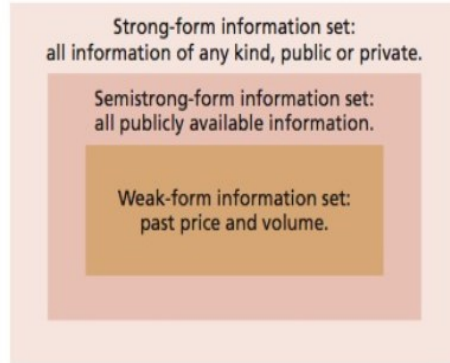 Strong-form information set:
all information of any kind, public or private.
Semistrong-form information set:
all publicly available information.
Weak-form information set:
past price and volume.